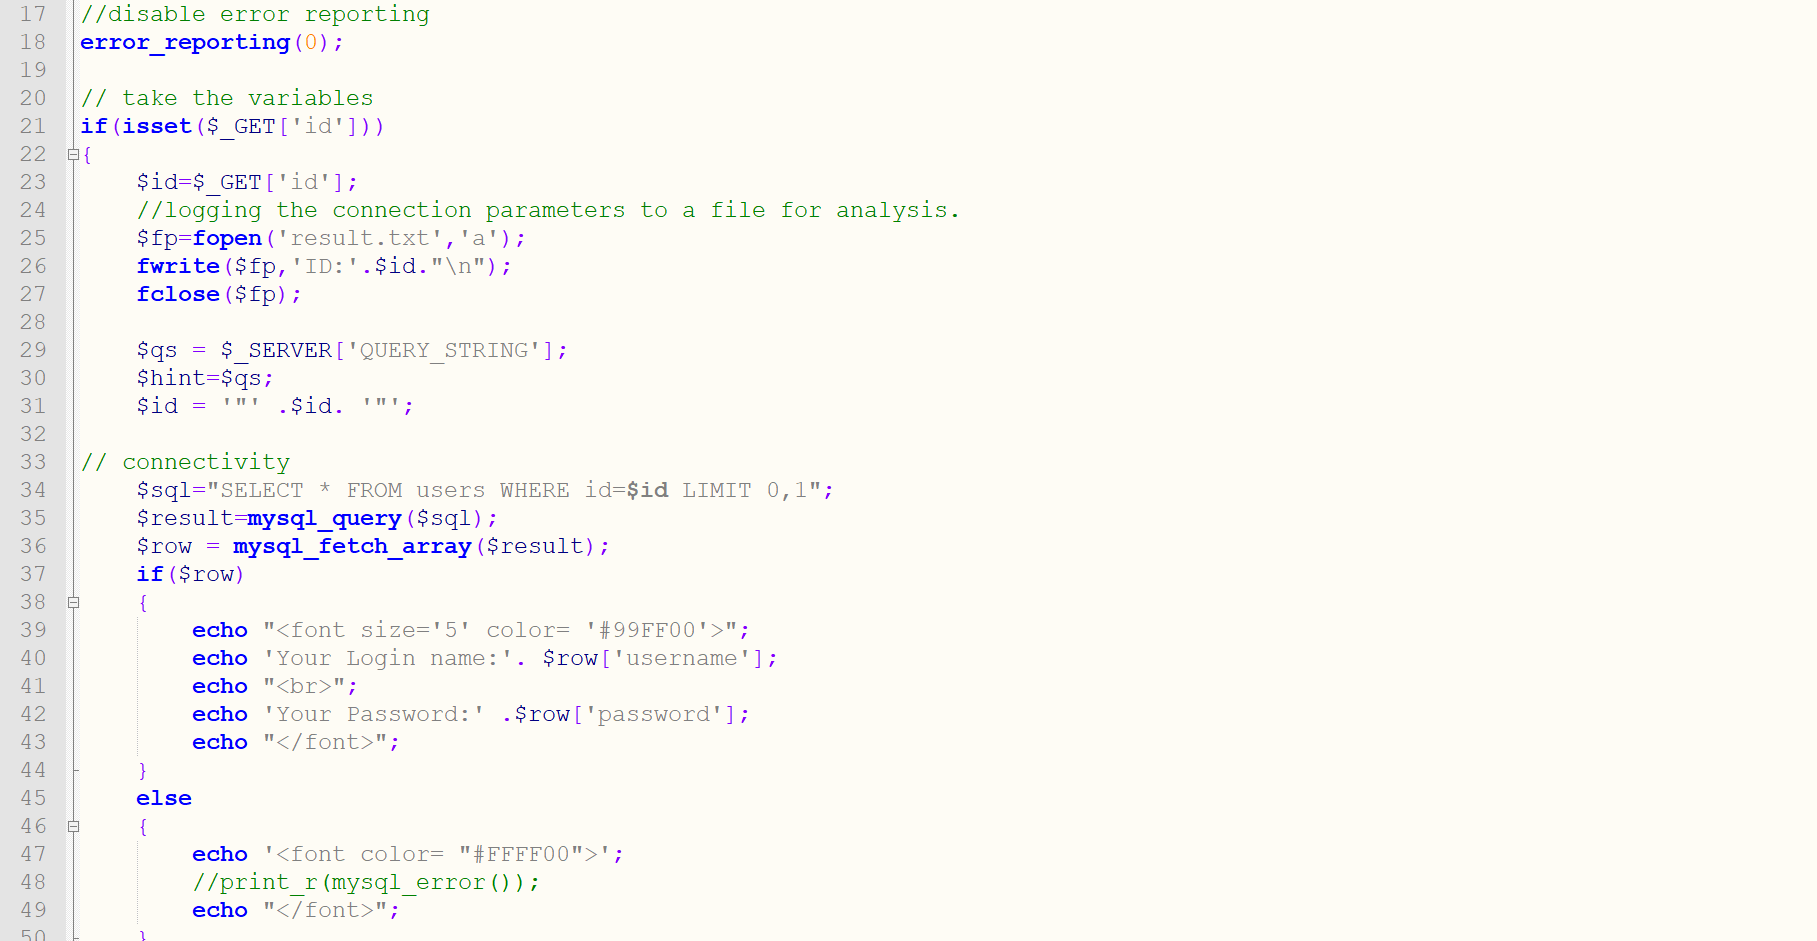 17 //disable error reporting
18 error_reporting(0);
19
20 // take the variables
21 if(isset($_GET['id']))
22 {
23     $id=$_GET['id'];
24     //logging the connection parameters to a file for analysis.
25     $fp=fopen('result.txt','a');
26     fwrite($fp,'ID:'.$id."\n");
27     fclose($fp);
28
29     $qs = $_SERVER['QUERY_STRING'];
30     $hint=$qs;
31     $id = '"' .$id. '"';
32
33 // connectivity
34     $sql="SELECT * FROM users WHERE id=$id LIMIT 0,1";
35     $result=mysql_query($sql);
36     $row = mysql_fetch_array($result);
37     if($row)
38     {
39         echo "<font size='5' color= '#99FF00'>";
40         echo 'Your Login name:'. $row['username'];
41         echo "<br>";
42         echo 'Your Password:' .$row['password'];
43         echo "</font>";
44     }
45     else
46     {
47         echo '<font color= "#FFFF00">';
48         //print_r(mysql_error());
49         echo "</font>";
50     }